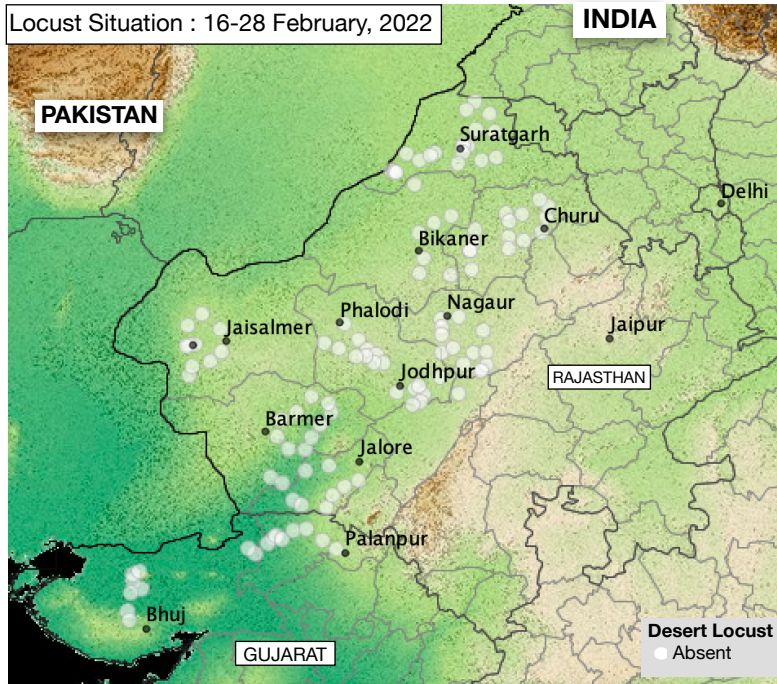 Locust Situation : 16-28 February, 2022
INDIA
PAKISTAN
Suratgarh
Delhi
Churu
Bikaner
Nagaur
Phalodi
Jaisalmer
Jaipur
Jodhpur
RAJASTHAN
Barmer
Jalore
Palanpur
Bhuj
GUJARAT
Desert Locust
Absent